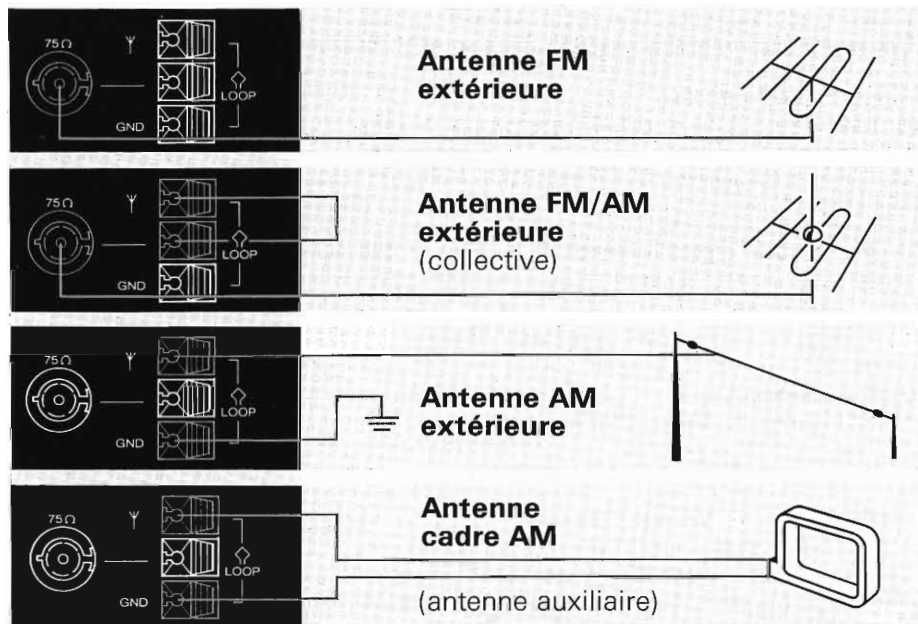 75Ω
LOOP
GND
Antenne FM
extérieure
75Ω
LOOP
GND
Antenne FM/AM
extérieure
(collective)
75Ω
LOOP
GND
Antenne AM
extérieure
75Ω
LOOP
GND
Antenne
cadre AM
(antenne auxiliaire)